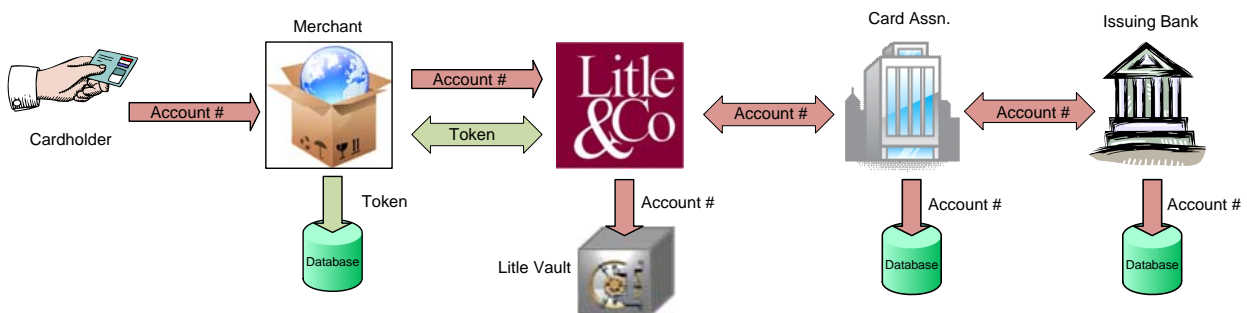 Merchant
Card Assn.
Issuing Bank
Cardholder
Account #
Account #
Token
Litle
&Co
Account #
Account #
Token
Database
Account #
Litle Vault
Account #
Database
Account #
Database